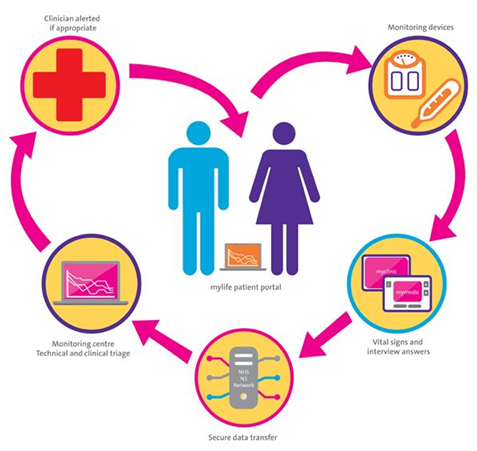 Clinician alerted
if appropriate
Monitoring devices
mylife patient portal
myclinic
mymedic
Vital signs and
interview answers
Monitoring centre
Technical and clinical triage
NHS
N3
Network
Secure data transfer